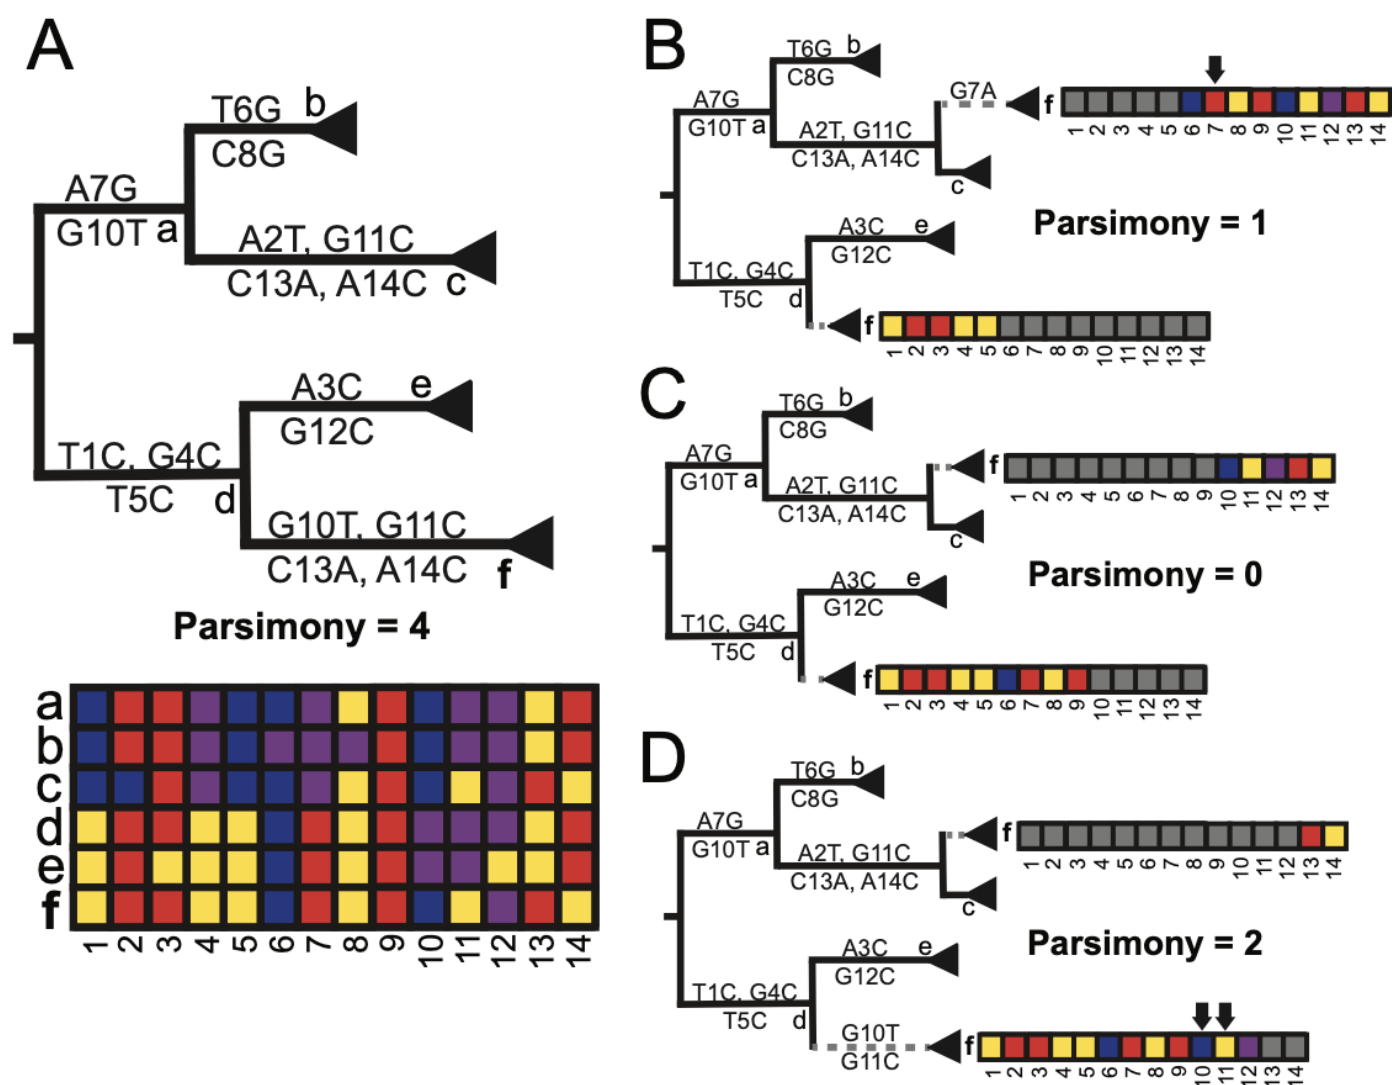 A
T6G b
C8G
A7G
G10T a
A2T, G11C
C13A, A14C c
A3C e
G12C
T1C, G4C
T5C d
G10T, G11C
C13A, A14C f
Parsimony = 4
a
b
c
d
e
f
1 2 3 4 5 6 7 8 9 10 11 12 13 14
B
T6G b
C8G
A7G
G10T a
G7A f
1 2 3 4 5 6 7 8 9 10 11 12 13 14
A2T, G11C
C13A, A14C
c
Parsimony = 1
A3C e
G12C
T1C, G4C
T5C d
f
1 2 3 4 5 6 7 8 9 10 11 12 13 14
C
T6G b
C8G
A7G
G10T a
f
1 2 3 4 5 6 7 8 9 10 11 12 13 14
A2T, G11C
C13A, A14C
c
Parsimony = 0
A3C e
G12C
T1C, G4C
T5C d
f
1 2 3 4 5 6 7 8 9 10 11 12 13 14
D
T6G b
C8G
A7G
G10T a
f
1 2 3 4 5 6 7 8 9 10 11 12 13 14
A2T, G11C
C13A, A14C
c
Parsimony = 2
A3C e
G12C
T1C, G4C
T5C d
G10T
G11C
f
1 2 3 4 5 6 7 8 9 10 11 12 13 14